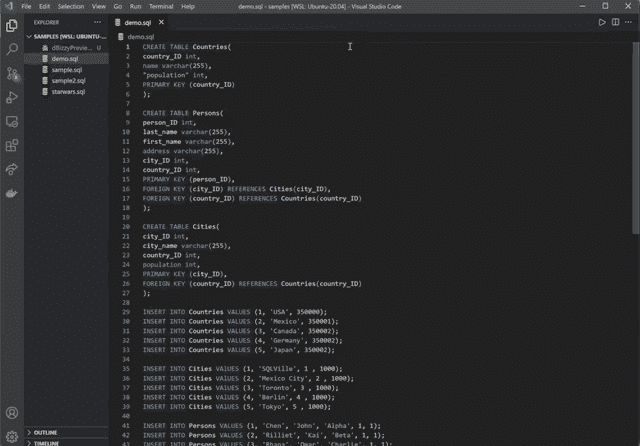 File Edit Selection View Go Run Terminal Help
demo.sql - samples [WSL: Ubuntu-20.04] - Visual Studio Code
EXPLORER
SAMPLES [WSL: UBUNTU-...
dBizzyPrevie... U
demo.sql
sample.sql
sample2.sql
starwars.sql
OUTLINE
TIMELINE
demo.sql
demo.sql
1 CREATE TABLE Countries(
2 country_ID int,
3 name varchar(255),
4 "population" int,
5 PRIMARY KEY (country_ID)
6 );
7
8 CREATE TABLE Persons(
9 person_ID int,
10 last_name varchar(255),
11 first_name varchar(255),
12 address varchar(255),
13 city_ID int,
14 country_ID int,
15 PRIMARY KEY (person_ID),
16 FOREIGN KEY (city_ID) REFERENCES Cities(city_ID),
17 FOREIGN KEY (country_ID) REFERENCES Countries(country_ID)
18 );
19
20 CREATE TABLE Cities(
21 city_ID int,
22 city_name varchar(255),
23 country_ID int,
24 population int,
25 PRIMARY KEY (city_ID),
26 FOREIGN KEY (country_ID) REFERENCES Countries(country_ID)
27 );
28
29 INSERT INTO Countries VALUES (1, 'USA', 350000);
30 INSERT INTO Countries VALUES (2, 'Mexico', 350001);
31 INSERT INTO Countries VALUES (3, 'Canada', 350002);
32 INSERT INTO Countries VALUES (4, 'Germany', 350002);
33 INSERT INTO Countries VALUES (5, 'Japan', 350002);
34
35 INSERT INTO Cities VALUES (1, 'SQLVille', 1 , 1000);
36 INSERT INTO Cities VALUES (2, 'Mexico City', 2 , 1000);
37 INSERT INTO Cities VALUES (3, 'Toronto', 3 , 1000);
38 INSERT INTO Cities VALUES (4, 'Berlin', 4 , 1000);
39 INSERT INTO Cities VALUES (5, 'Tokyo', 5 , 1000);
40
41 INSERT INTO Persons VALUES (1, 'Chen', 'John', 'Alpha', 1, 1);
42 INSERT INTO Persons VALUES (2, 'Rilliet', 'Kai', 'Beta', 1, 1);
43 INSERT INTO Persons VALUES (3, 'Rhana', 'Omar', 'Charlie', 1, 1);